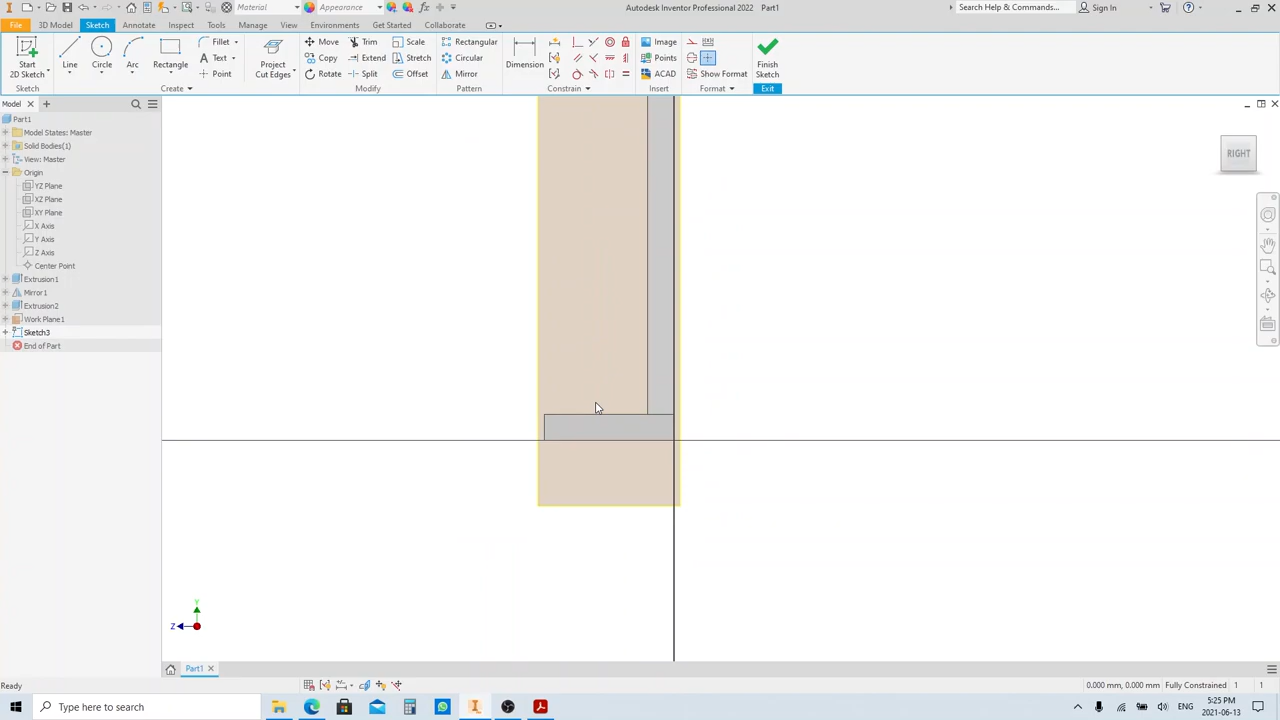 Material
Appearance
Autodesk Inventor Professional 2022 Part1
Search Help & Commands...
Sign In
File
3D Model
Sketch
Annotate
Inspect
Tools
Manage
View
Environments
Get Started
Collaborate
Start
2D Sketch
Line
Circle
Arc
Rectangle
Fillet
Text
Point
Project
Cut Edges
Move
Copy
Rotate
Trim
Extend
Split
Scale
Stretch
Offset
Rectangular
Circular
Mirror
Dimension
Image
Points
ACAD
Show Format
Finish
Sketch
Sketch
Create
Modify
Pattern
Constrain
Insert
Format
Exit
Model
Part1
Model States: Master
Solid Bodies(1)
View: Master
Origin
YZ Plane
XZ Plane
XY Plane
X Axis
Y Axis
Z Axis
Center Point
Extrusion1
Mirror1
Extrusion2
Work Plane1
Sketch3
End of Part
RIGHT
Y
Z
Part1
Ready
0.000 mm, 0.000 mm Fully Constrained 1 1
Type here to search
ENG
5:25 PM
2021-06-13